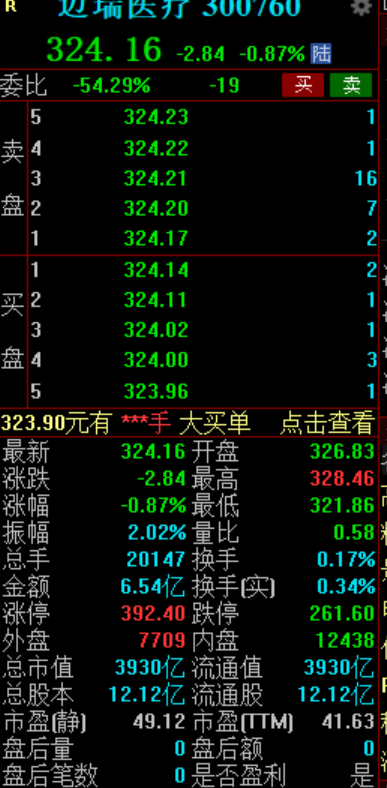 R 迈瑞医疗 300760
324.16 -2.84 -0.87% 陆
委比 -54.29% -19 买 卖
卖盘
5 324.23 1
4 324.22 1
3 324.21 16
2 324.20 7
1 324.17 2
买盘
1 324.14 2
2 324.11 1
3 324.02 1
4 324.00 3
5 323.96 1
323.90元有 ***手 大买单 点击查看
最新 324.16 开盘 326.83
涨跌 -2.84 最高 328.46
涨幅 -0.87% 最低 321.86
振幅 2.02% 量比 0.58
总手 20147 换手 0.17%
金额 6.54亿 换手(实) 0.34%
涨停 392.40 跌停 261.60
外盘 7709 内盘 12438
总市值 3930亿 流通值 3930亿
总股本 12.12亿 流通股 12.12亿
市盈(静) 49.12 市盈(TTM) 41.63
盘后量 0 盘后额 0
盘后笔数 0 是否盈利 是